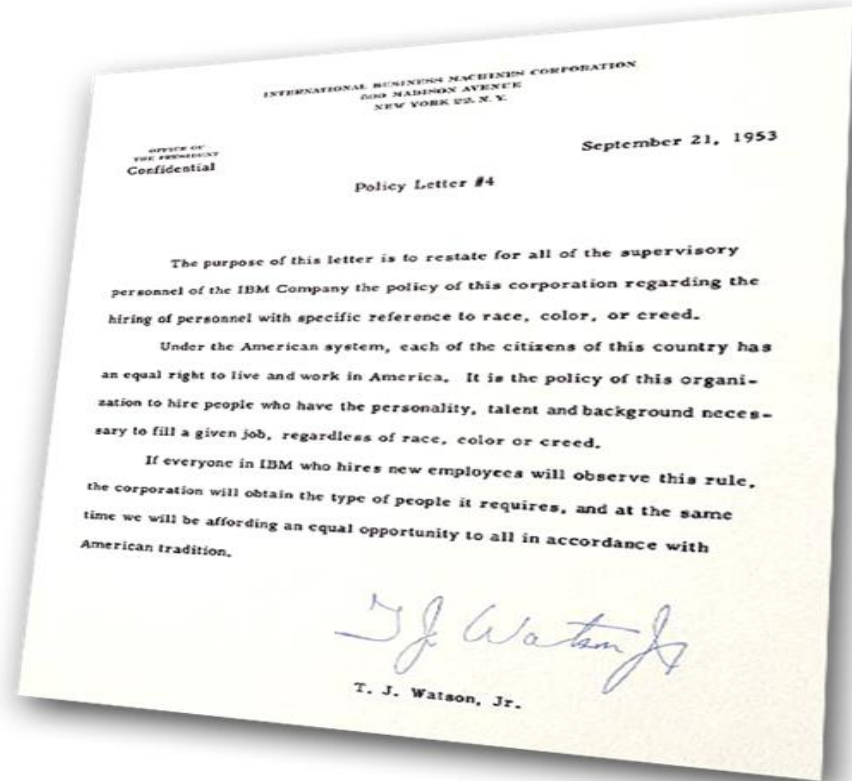 INTERNATIONAL BUSINESS MACHINES CORPORATION
590 MADISON AVENUE
NEW YORK 22, N. Y.
OFFICE OF
THE PRESIDENT
Confidential
September 21, 1953
Policy Letter #4
The purpose of this letter is to restate for all of the supervisory
personnel of the IBM Company the policy of this corporation regarding the
hiring of personnel with specific reference to race, color, or creed.
Under the American system, each of the citizens of this country has
an equal right to live and work in America. It is the policy of this organi-
zation to hire people who have the personality, talent and background neces-
sary to fill a given job, regardless of race, color or creed.
If everyone in IBM who hires new employees will observe this rule,
the corporation will obtain the type of people it requires, and at the same
time we will be affording an equal opportunity to all in accordance with
American tradition.
T J Watson Jr
T. J. Watson, Jr.